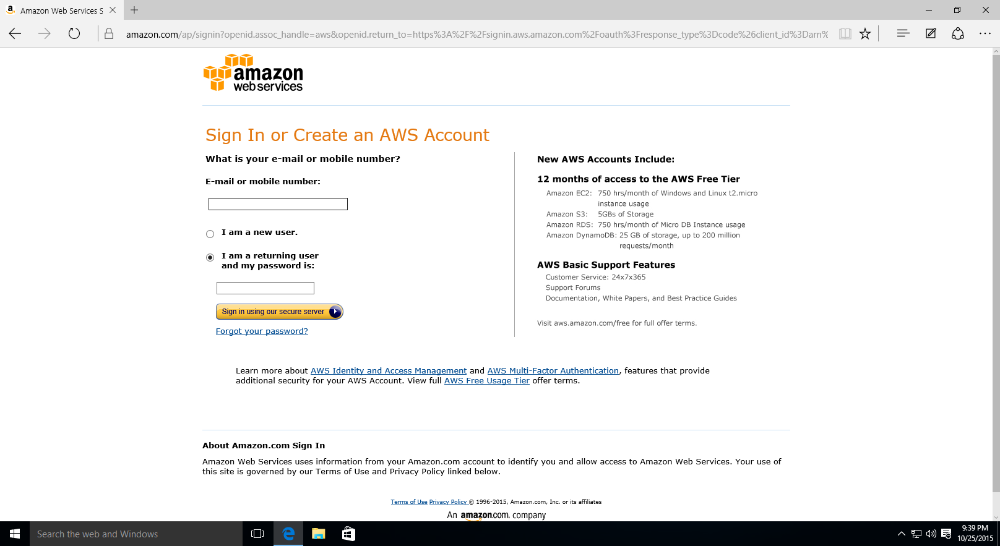 Amazon Web Services S
amazon.com/ap/signin?openid.assoc_handle=aws&openid.return_to=https%3A%2F%2Fsignin.aws.amazon.com%2Foauth%3Fresponse_type%3Dcode%26client_id%3Darn%
amazon
webservices
Sign In or Create an AWS Account
What is your e-mail or mobile number?
E-mail or mobile number:
I am a new user.
I am a returning user
and my password is:
Sign in using our secure server
Forgot your password?
New AWS Accounts Include:
12 months of access to the AWS Free Tier
Amazon EC2: 750 hrs/month of Windows and Linux t2.micro
instance usage
Amazon S3: 5GBs of Storage
Amazon RDS: 750 hrs/month of Micro DB Instance usage
Amazon DynamoDB: 25 GB of storage, up to 200 million
requests/month
AWS Basic Support Features
Customer Service: 24x7x365
Support Forums
Documentation, White Papers, and Best Practice Guides
Visit aws.amazon.com/free for full offer terms.
Learn more about AWS Identity and Access Management and AWS Multi-Factor Authentication, features that provide
additional security for your AWS Account. View full AWS Free Usage Tier offer terms.
About Amazon.com Sign In
Amazon Web Services uses information from your Amazon.com account to identify you and allow access to Amazon Web Services. Your use of
this site is governed by our Terms of Use and Privacy Policy linked below.
Terms of Use Privacy Policy © 1996-2015, Amazon.com, Inc. or its affiliates
An amazon.com. company
Search the web and Windows
9:39 PM
10/25/2015